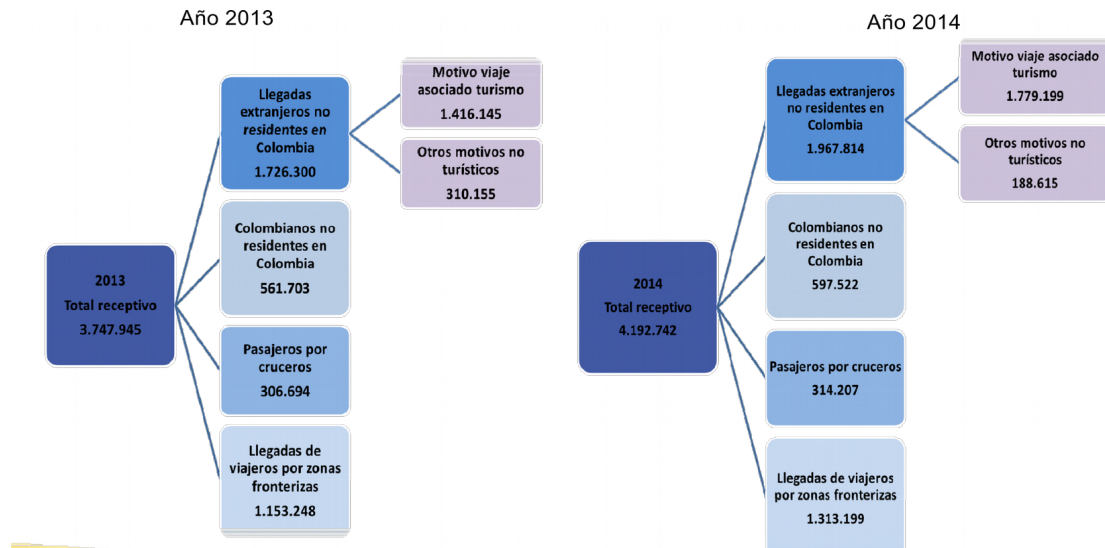 Año 2013
Llegadas
extranjeros no
residentes en
Colombia
1.726.300
Motivo viaje
asociado turismo
1.416.145
Otros motivos no
turísticos
310.155
Colombianos no
residentes en
Colombia
561.703
2013
Total receptivo
3.747.945
Pasajeros por
cruceros
306.694
Llegadas de
viajeros por zonas
fronterizas
1.153.248
Año 2014
Llegadas extranjeros
no residentes en
Colombia
1.967.814
Motivo viaje asociado
turismo
1.779.199
Otros motivos no
turísticos
188.615
Colombianos no
residentes en
Colombia
597.522
2014
Total receptivo
4.192.742
Pasajeros por cruceros
314.207
Llegadas de viajeros
por zonas fronterizas
1.313.199